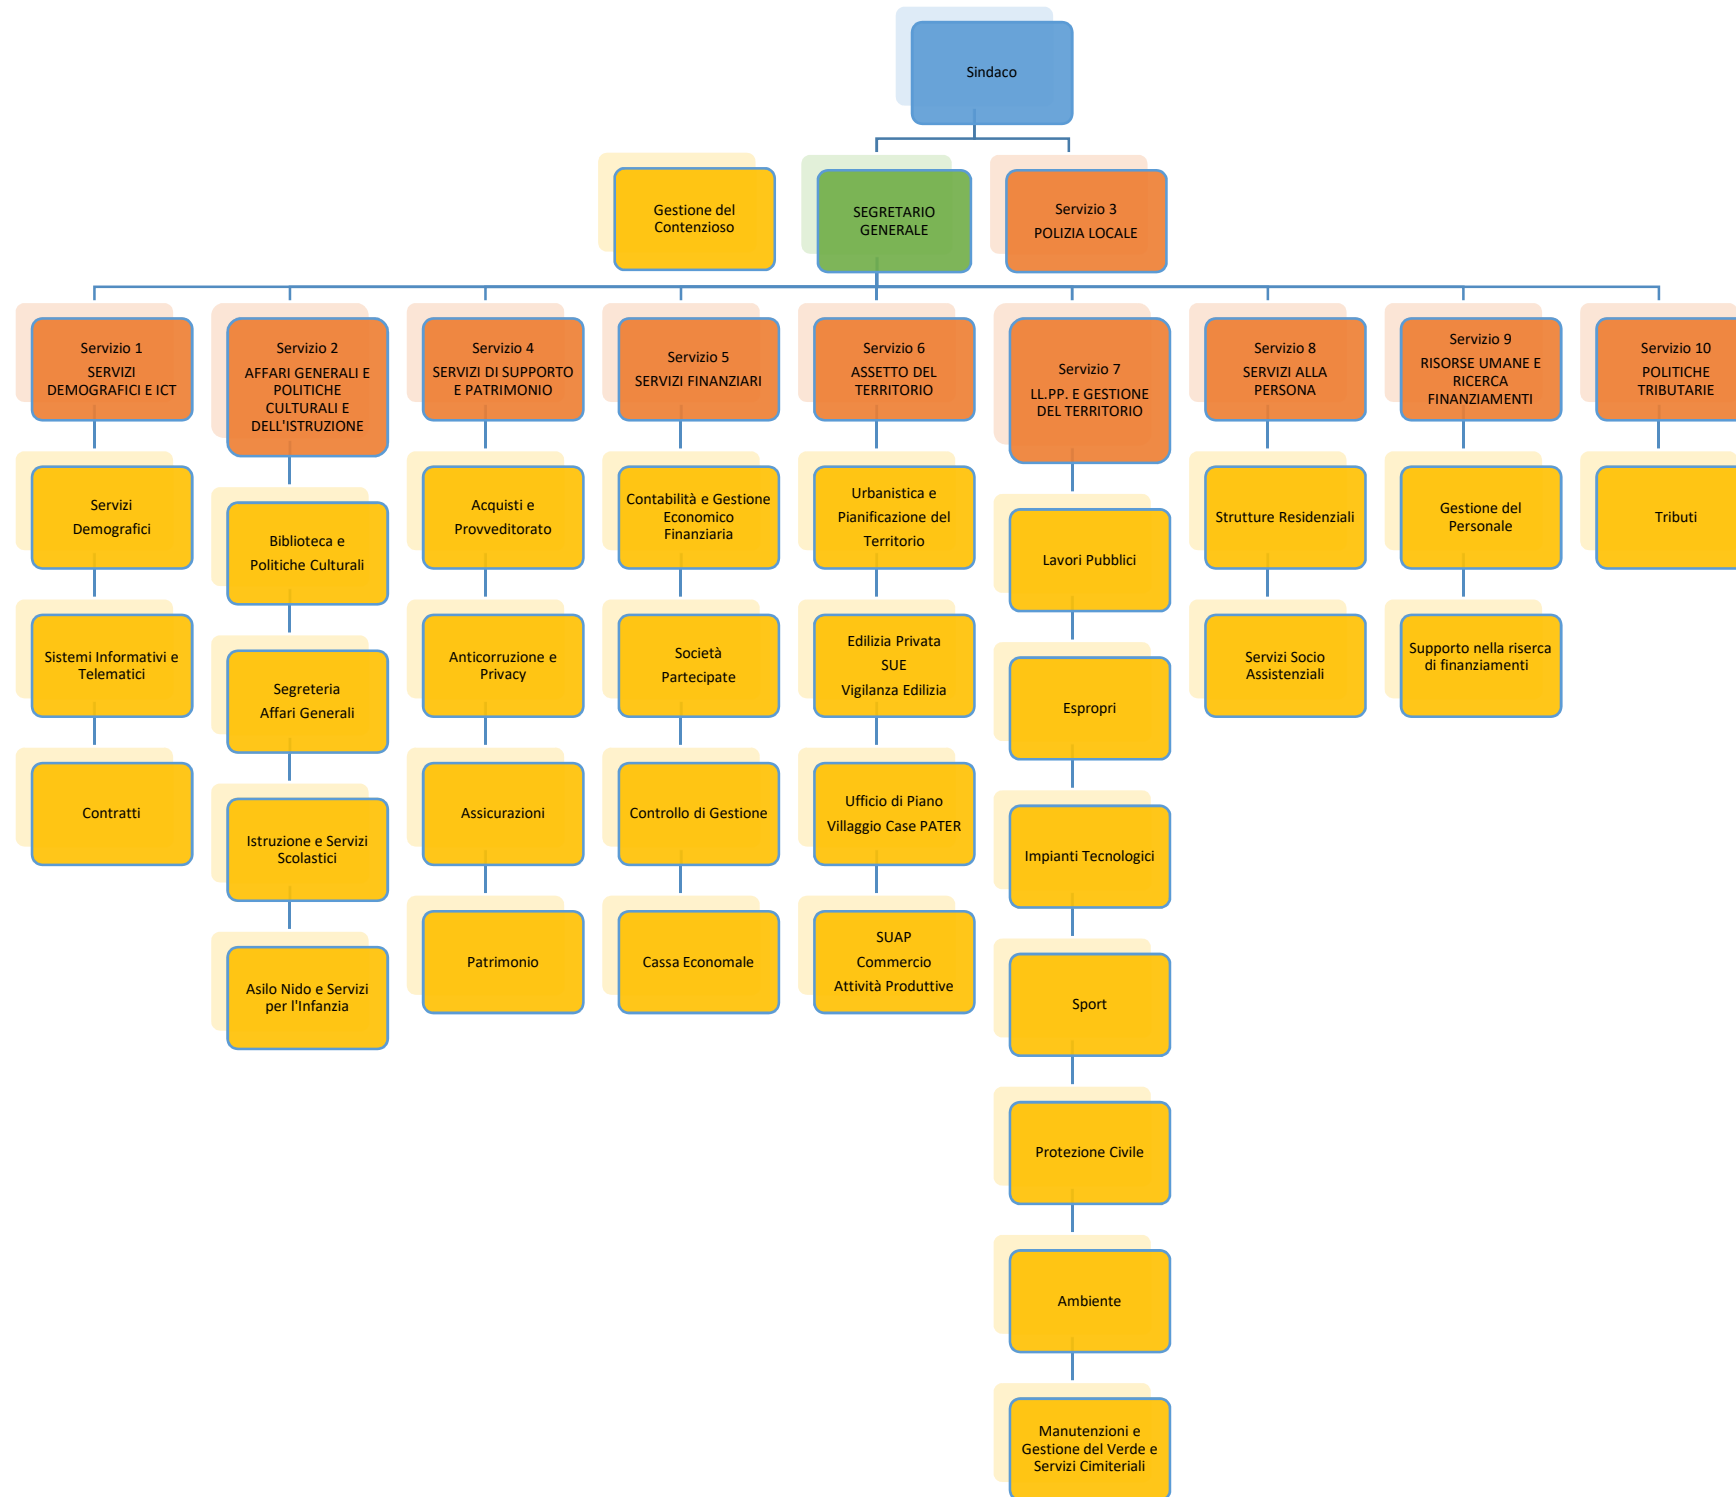 Sindaco
Gestione del
Contenzioso
SEGRETARIO
GENERALE
Servizio 3
POLIZIA LOCALE
Servizio 1
SERVIZI
DEMOGRAFICI E ICT
Servizi
Demografici
Sistemi Informativi e
Telematici
Contratti
Servizio 2
AFFARI GENERALI E
POLITICHE
CULTURALI E
DELL'ISTRUZIONE
Biblioteca e
Politiche Culturali
Segreteria
Affari Generali
Istruzione e Servizi
Scolastici
Asilo Nido e Servizi
per l'Infanzia
Servizio 4
SERVIZI DI SUPPORTO
E PATRIMONIO
Acquisti e
Provveditorato
Anticorruzione e
Privacy
Assicurazioni
Patrimonio
Servizio 5
SERVIZI FINANZIARI
Contabilità e Gestione
Economico
Finanziaria
Società
Partecipate
Controllo di Gestione
Cassa Economale
Servizio 6
ASSETTO DEL
TERRITORIO
Urbanistica e
Pianificazione del
Territorio
Edilizia Privata
SUE
Vigilanza Edilizia
Ufficio di Piano
Villaggio Case PATER
SUAP
Commercio
Attività Produttive
Servizio 7
LL.PP. E GESTIONE
DEL TERRITORIO
Lavori Pubblici
Espropri
Impianti Tecnologici
Sport
Protezione Civile
Ambiente
Manutenzioni e
Gestione del Verde e
Servizi Cimiteriali
Servizio 8
SERVIZI ALLA
PERSONA
Strutture Residenziali
Servizi Socio
Assistenziali
Servizio 9
RISORSE UMANE E
RICERCA
FINANZIAMENTI
Gestione del
Personale
Supporto nella riserca
di finanziamenti
Servizio 10
POLITICHE
TRIBUTARIE
Tributi